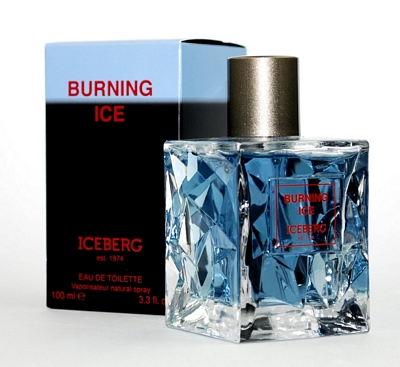 BURNING
ICE
ICEBERG
est. 1974
EAU DE TOILETTE
Vaporisateur natural spray
100 ml e 3.3 fl.
BURNING
ICE
ICEBERG